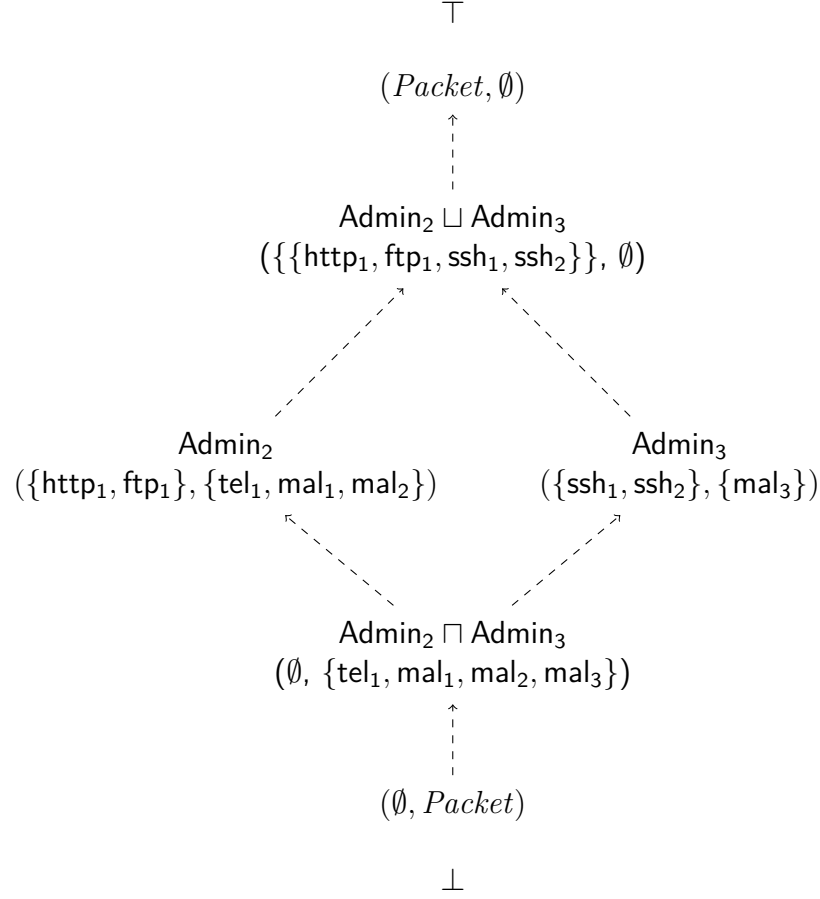 ⊤
(Packet, ∅)
Admin₂ ⊔ Admin₃
({{http₁, ftp₁, ssh₁, ssh₂}}, ∅)
Admin₂
({http₁, ftp₁}, {tel₁, mal₁, mal₂})
Admin₃
({ssh₁, ssh₂}, {mal₃})
Admin₂ ⊓ Admin₃
(∅, {tel₁, mal₁, mal₂, mal₃})
(∅, Packet)
⊥